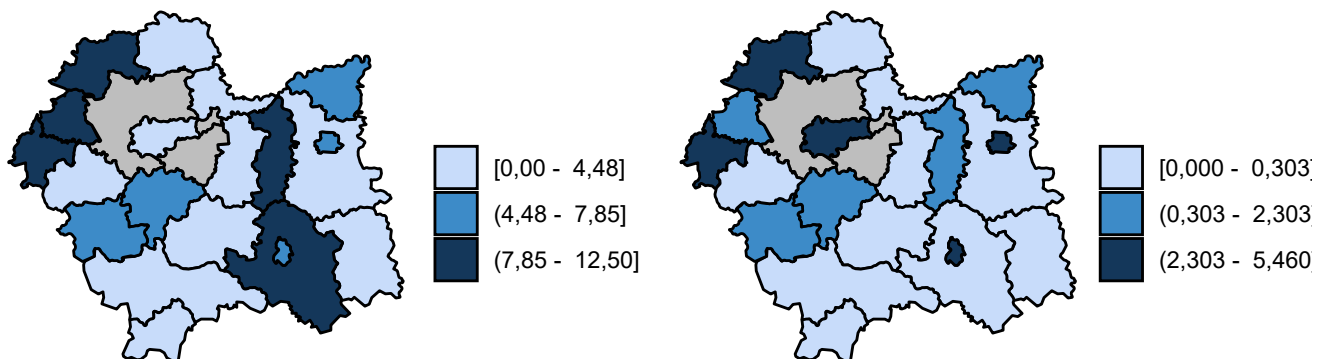 [0,00 - 4,48]
(4,48 - 7,85]
(7,85 - 12,50]
[0,000 - 0,303]
(0,303 - 2,303]
(2,303 - 5,460]